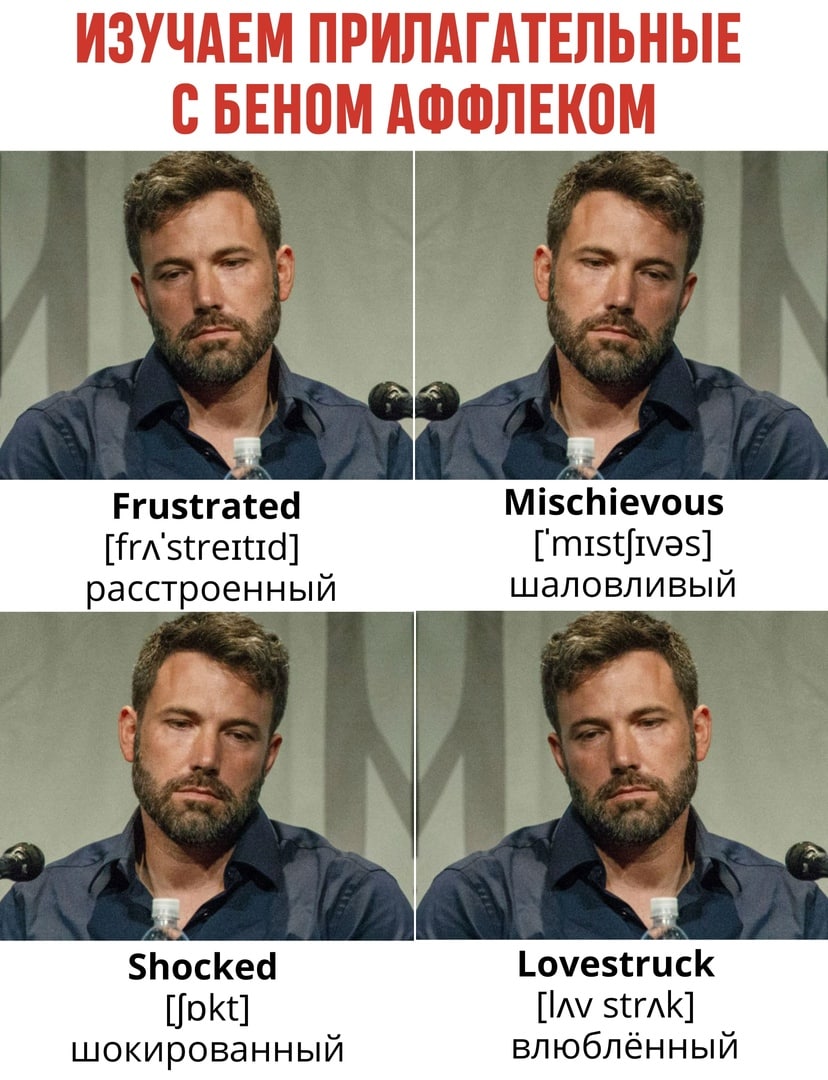 ИЗУЧАЕМ ПРИЛАГАТЕЛЬНЫЕ
С БЕНОМ АФФЛЕКОМ
Frustrated
[frʌˈstreɪtɪd]
расстроенный
Mischievous
[ˈmɪstʃɪvəs]
шаловливый
Shocked
[ʃɒkt]
шокированный
Lovestruck
[lʌv strʌk]
влюблённый